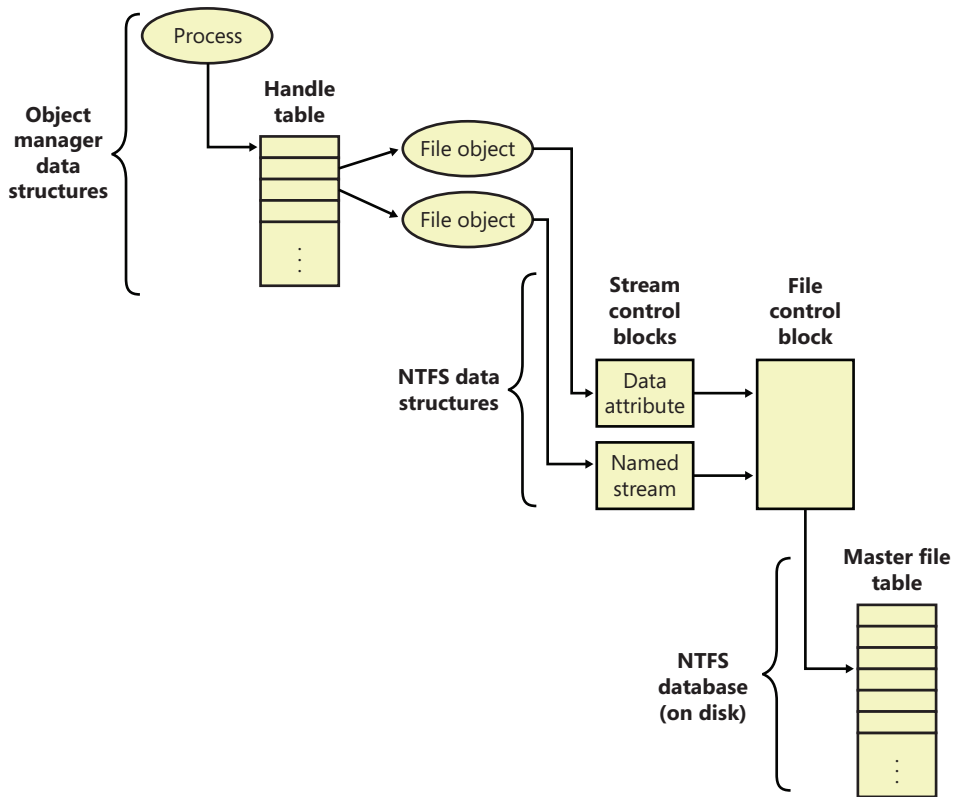 Process
Handle
table
Object
manager
data
structures
File object
File object
Stream
control
blocks
File
control
block
NTFS data
structures
Data
attribute
Named
stream
Master file
table
NTFS
database
(on disk)